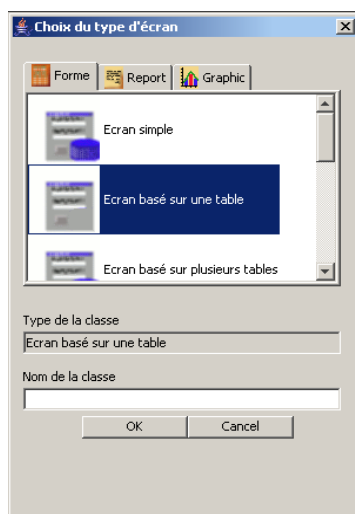 Choix du type d'écran
Forme Report Graphic
Ecran simple
Ecran basé sur une table
Ecran basé sur plusieurs tables
Type de la classe
Ecran basé sur une table
Nom de la classe
OK Cancel